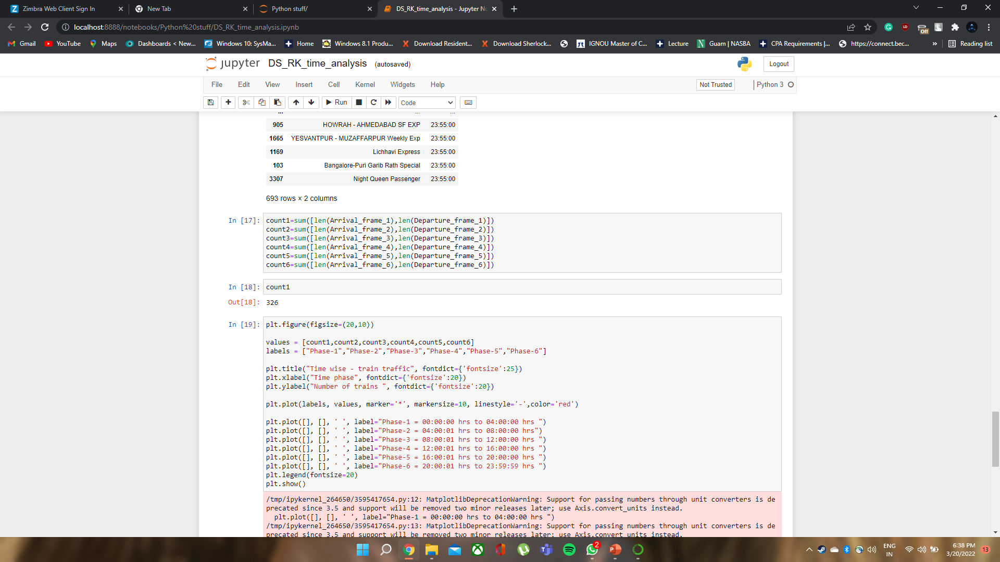 Zimbra Web Client Sign In
New Tab
Python stuff/
DS_RK_time_analysis - Jupyter No
localhost:8888/notebooks/Python%20stuff/DS_RK_time_analysis.ipynb
Off
Gmail
YouTube
Maps
Dashboards < New...
Windows 10: SysMa...
Home
Windows 8.1 Produ...
Download Resident...
Download Sherlock...
IGNOU Master of C...
Lecture
Guam | NASBA
CPA Requirements |...
https://connect.bec...
»
Reading list
jupyter DS_RK_time_analysis (autosaved)
Logout
File Edit View Insert Cell Kernel Widgets Help
Not Trusted
Python 3
Run
Code
... ... ...
905 HOWRAH - AHMEDABAD SF EXP 23:55:00
1665 YESVANTPUR - MUZAFFARPUR Weekly Exp 23:55:00
1169 Lichhavi Express 23:55:00
103 Bangalore-Puri Garib Rath Special 23:55:00
3307 Night Queen Passenger 23:55:00
693 rows × 2 columns
In [17]: count1=sum([len(Arrival_frame_1),len(Departure_frame_1)])
count2=sum([len(Arrival_frame_2),len(Departure_frame_2)])
count3=sum([len(Arrival_frame_3),len(Departure_frame_3)])
count4=sum([len(Arrival_frame_4),len(Departure_frame_4)])
count5=sum([len(Arrival_frame_5),len(Departure_frame_5)])
count6=sum([len(Arrival_frame_6),len(Departure_frame_6)])
In [18]: count1
Out[18]: 326
In [19]: plt.figure(figsize=(20,10))
values = [count1,count2,count3,count4,count5,count6]
labels = ["Phase-1","Phase-2","Phase-3","Phase-4","Phase-5","Phase-6"]
plt.title("Time wise - train traffic", fontdict={'fontsize':25})
plt.xlabel("Time phase", fontdict={'fontsize':20})
plt.ylabel("Number of trains ", fontdict={'fontsize':20})
plt.plot(labels, values, marker='*', markersize=10, linestyle='-',color='red')
plt.plot([], [], ' ', label="Phase-1 = 00:00:00 hrs to 04:00:00 hrs ")
plt.plot([], [], ' ', label="Phase-2 = 04:00:01 hrs to 08:00:00 hrs")
plt.plot([], [], ' ', label="Phase-3 = 08:00:01 hrs to 12:00:00 hrs ")
plt.plot([], [], ' ', label="Phase-4 = 12:00:01 hrs to 16:00:00 hrs ")
plt.plot([], [], ' ', label="Phase-5 = 16:00:01 hrs to 20:00:00 hrs ")
plt.plot([], [], ' ', label="Phase-6 = 20:00:01 hrs to 23:59:59 hrs ")
plt.legend(fontsize=20)
plt.show()
/tmp/ipykernel_264650/3595417654.py:12: MatplotlibDeprecationWarning: Support for passing numbers through unit converters is de
precated since 3.5 and support will be removed two minor releases later; use Axis.convert_units instead.
plt.plot([], [], ' ', label="Phase-1 = 00:00:00 hrs to 04:00:00 hrs ")
/tmp/ipykernel_264650/3595417654.py:13: MatplotlibDeprecationWarning: Support for passing numbers through unit converters is de
precated since 3.5 and support will be removed two minor releases later; use Axis.convert_units instead.
2
ENG
IN
6:38 PM
3/20/2022
13